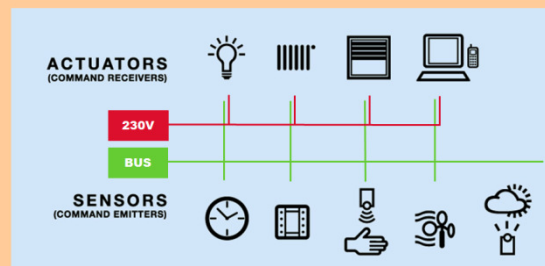 ACTUATORS
(COMMAND RECEIVERS)
230V
BUS
SENSORS
(COMMAND EMITTERS)